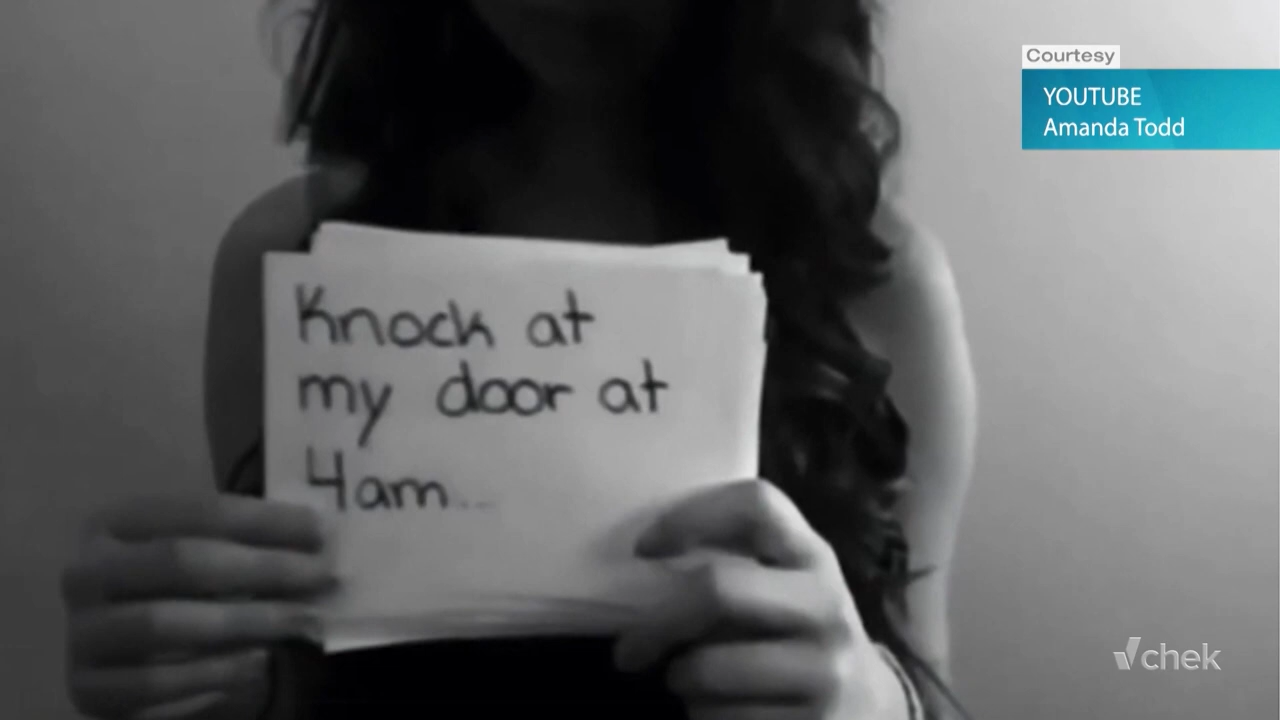 Courtesy
YOUTUBE
Amanda Todd
Knock at
my door at
4am...
chek